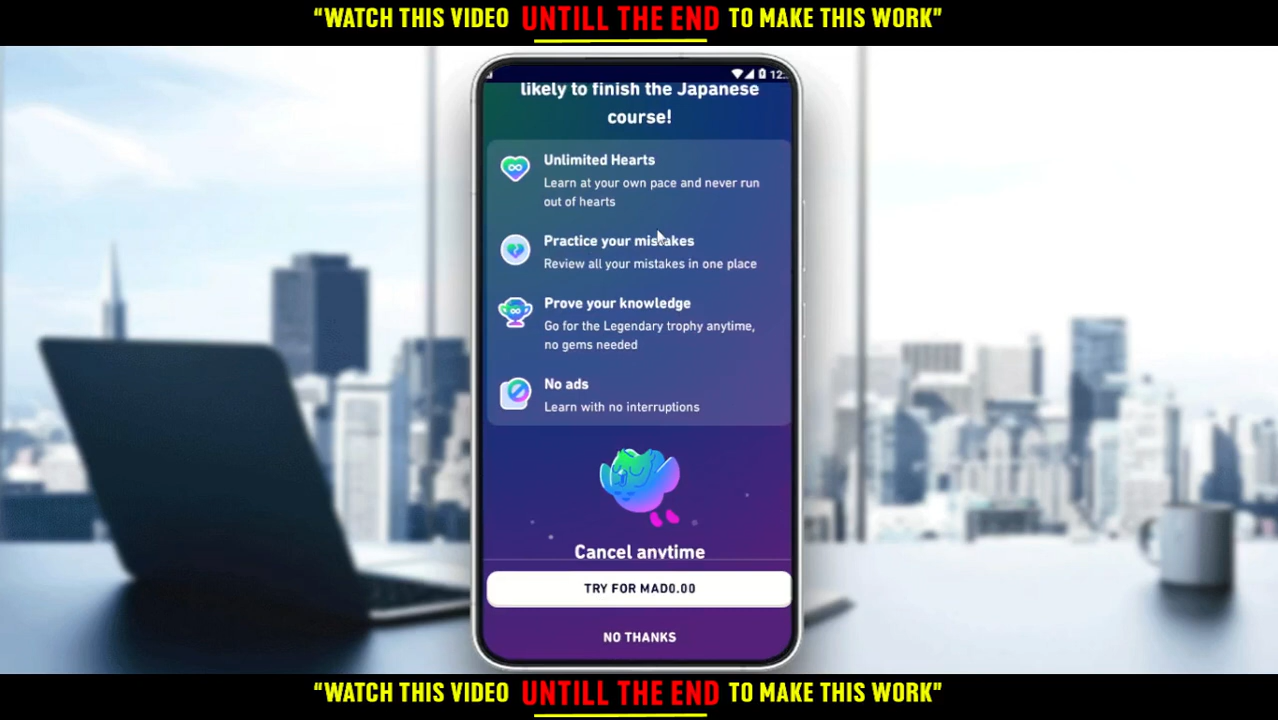 “WATCH THIS VIDEO UNTILL THE END TO MAKE THIS WORK”
12:
likely to finish the Japanese
course!
Unlimited Hearts
Learn at your own pace and never run
out of hearts
Practice your mistakes
Review all your mistakes in one place
Prove your knowledge
Go for the Legendary trophy anytime,
no gems needed
No ads
Learn with no interruptions
Cancel anytime
TRY FOR MAD0.00
NO THANKS
“WATCH THIS VIDEO UNTILL THE END TO MAKE THIS WORK”